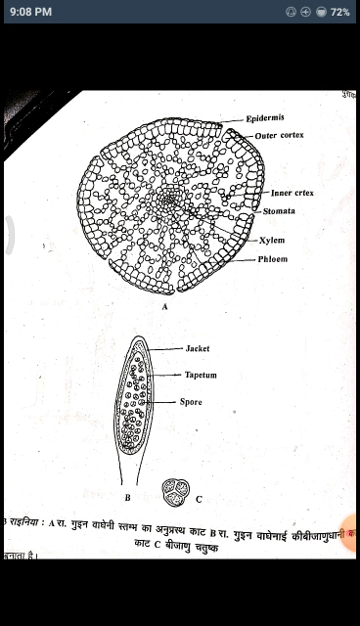 9:08 PM 72%
Epidermis
Outer cortex
Inner crtex
Stomata
Xylem
Phloem
A
Jacket
Tapetum
Spore
B
C
राइनिया : A रा. गुइन वाघेनी स्तम्भ का अनुप्रस्थ काट B रा. गुइन वाघेनाई कीबीजाणुधानी का
काट C बीजाणु चतुष्क
बनाता है।